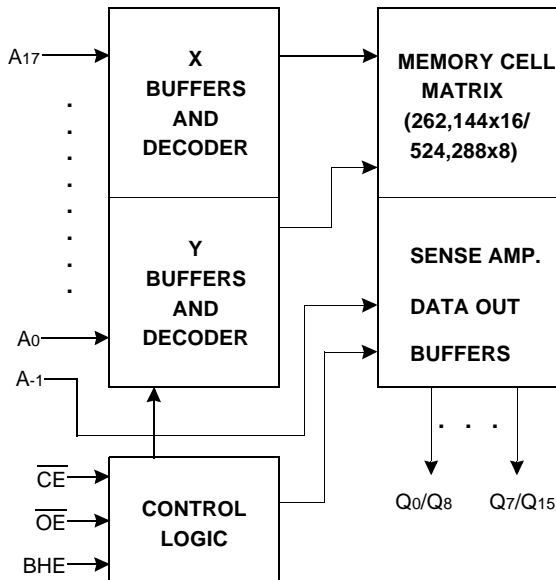 A17
A0
A-1
X
BUFFERS
AND
DECODER
Y
BUFFERS
AND
DECODER
MEMORY CELL
MATRIX
(262,144x16/
524,288x8)
SENSE AMP.
DATA OUT
BUFFERS
CE
OE
BHE
CONTROL
LOGIC
Q0/Q8
Q7/Q15